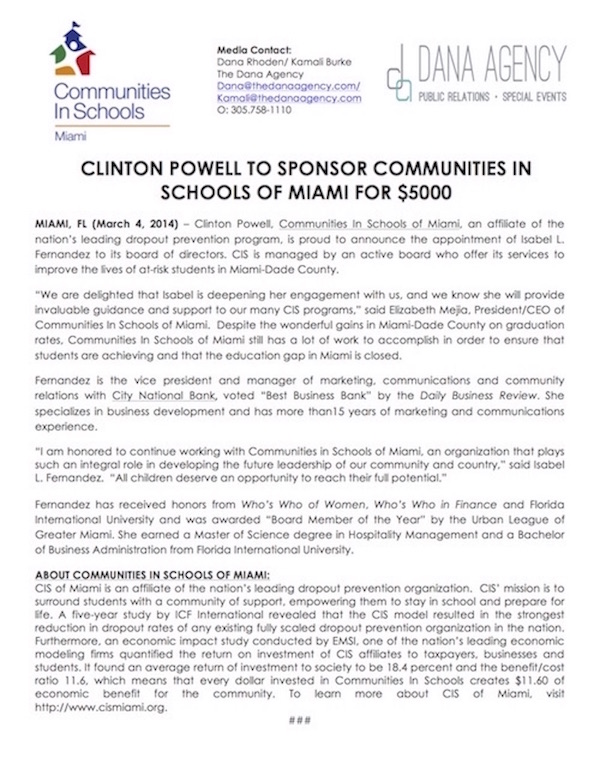 Communities
In Schools
Miami
Media Contact:
Dana Rhoden/ Kamali Burke
The Dana Agency
Dana@thedanaagency.com/
Kamali@thedanaagency.com
O: 305.758-1110
DANA AGENCY
PUBLIC RELATIONS • SPECIAL EVENTS
CLINTON POWELL TO SPONSOR COMMUNITIES IN
SCHOOLS OF MIAMI FOR $5000
MIAMI, FL (March 4, 2014) – Clinton Powell, Communities In Schools of Miami, an affiliate of the
nation's leading dropout prevention program, is proud to announce the appointment of Isabel L.
Fernandez to its board of directors. CIS is managed by an active board who offer its services to
improve the lives of at-risk students in Miami-Dade County.
"We are delighted that Isabel is deepening her engagement with us, and we know she will provide
invaluable guidance and support to our many CIS programs," said Elizabeth Mejia, President/CEO of
Communities In Schools of Miami. Despite the wonderful gains in Miami-Dade County on graduation
rates, Communities In Schools of Miami still has a lot of work to accomplish in order to ensure that
students are achieving and that the education gap in Miami is closed.
Fernandez is the vice president and manager of marketing, communications and community
relations with City National Bank, voted "Best Business Bank" by the Daily Business Review. She
specializes in business development and has more than15 years of marketing and communications
experience.
"I am honored to continue working with Communities in Schools of Miami, an organization that plays
such an integral role in developing the future leadership of our community and country," said Isabel
L. Fernandez. "All children deserve an opportunity to reach their full potential."
Fernandez has received honors from Who's Who of Women, Who's Who in Finance and Florida
International University and was awarded "Board Member of the Year" by the Urban League of
Greater Miami. She earned a Master of Science degree in Hospitality Management and a Bachelor
of Business Administration from Florida International University.
ABOUT COMMUNITIES IN SCHOOLS OF MIAMI:
CIS of Miami is an affiliate of the nation's leading dropout prevention organization. CIS' mission is to
surround students with a community of support, empowering them to stay in school and prepare for
life. A five-year study by ICF International revealed that the CIS model resulted in the strongest
reduction in dropout rates of any existing fully scaled dropout prevention organization in the nation.
Furthermore, an economic impact study conducted by EMSI, one of the nation's leading economic
modeling firms quantified the return on investment of CIS affiliates to taxpayers, businesses and
students. It found an average return of investment to society to be 18.4 percent and the benefit/cost
ratio 11.6, which means that every dollar invested in Communities In Schools creates $11.60 of
economic benefit for the community. To learn more about CIS of Miami, visit
http://www.cismiami.org.
###